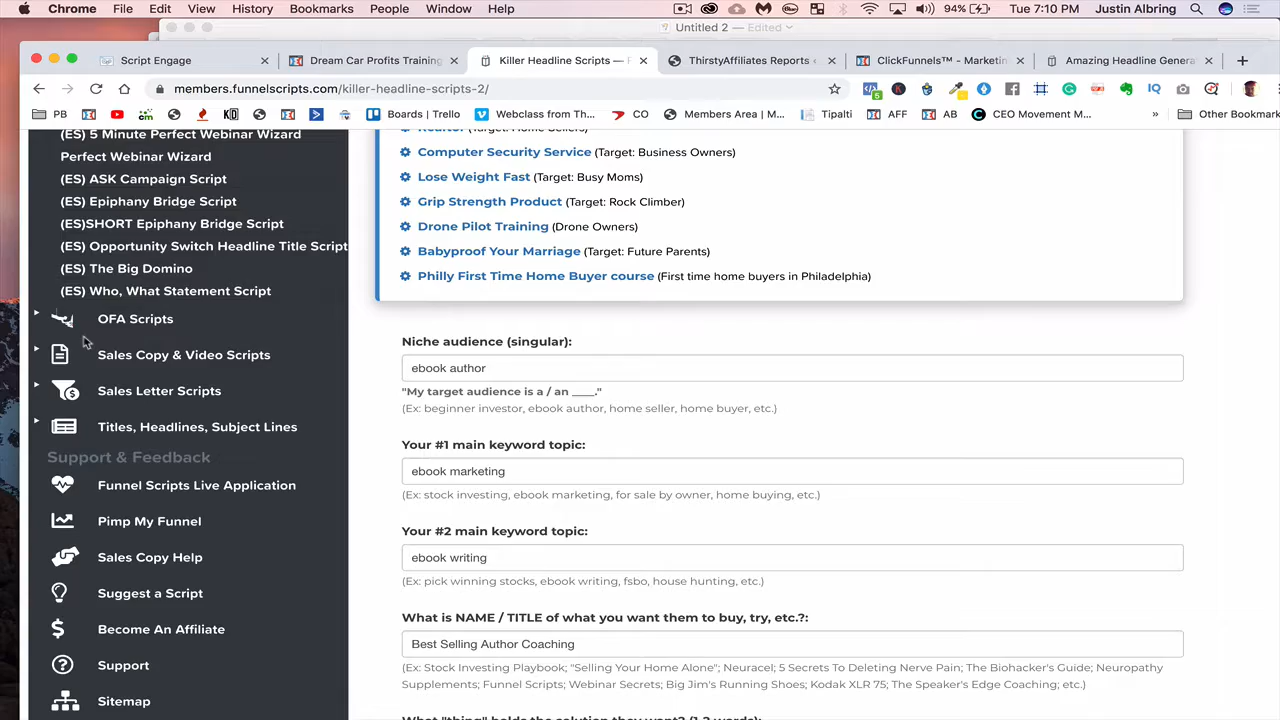 Chrome File Edit View History Bookmarks People Window Help 94% Tue 7:10 PM Justin Albring
Untitled 2 — Edited
Script Engage
Dream Car Profits Training
Killer Headline Scripts —
ThirstyAffiliates Reports
ClickFunnels™ - Marketin
Amazing Headline Genera
members.funnelscripts.com/killer-headline-scripts-2/
PB Boards | Trello Webclass from Th... CO Members Area | M... Tipalti AFF AB CEO Movement M... » Other Bookmark
(ES) 5 Minute Perfect Webinar Wizard
Perfect Webinar Wizard
(ES) ASK Campaign Script
(ES) Epiphany Bridge Script
(ES)SHORT Epiphany Bridge Script
(ES) Opportunity Switch Headline Title Script
(ES) The Big Domino
(ES) Who, What Statement Script
OFA Scripts
Sales Copy & Video Scripts
Sales Letter Scripts
Titles, Headlines, Subject Lines
Support & Feedback
Funnel Scripts Live Application
Pimp My Funnel
Sales Copy Help
Suggest a Script
Become An Affiliate
Support
Sitemap
Realtor (Target: Home Sellers)
Computer Security Service (Target: Business Owners)
Lose Weight Fast (Target: Busy Moms)
Grip Strength Product (Target: Rock Climber)
Drone Pilot Training (Drone Owners)
Babyproof Your Marriage (Target: Future Parents)
Philly First Time Home Buyer course (First time home buyers in Philadelphia)
Niche audience (singular):
ebook author
"My target audience is a / an ____."
(Ex: beginner investor, ebook author, home seller, home buyer, etc.)
Your #1 main keyword topic:
ebook marketing
(Ex: stock investing, ebook marketing, for sale by owner, home buying, etc.)
Your #2 main keyword topic:
ebook writing
(Ex: pick winning stocks, ebook writing, fsbo, house hunting, etc.)
What is NAME / TITLE of what you want them to buy, try, etc.?:
Best Selling Author Coaching
(Ex: Stock Investing Playbook; "Selling Your Home Alone"; Neuracel; 5 Secrets To Deleting Nerve Pain; The Biohacker's Guide; Neuropathy
Supplements; Funnel Scripts; Webinar Secrets; Big Jim's Running Shoes; Kodak XLR 75; The Speaker's Edge Coaching; etc.)
What "thing" holds the solution they want? (1-3 words):